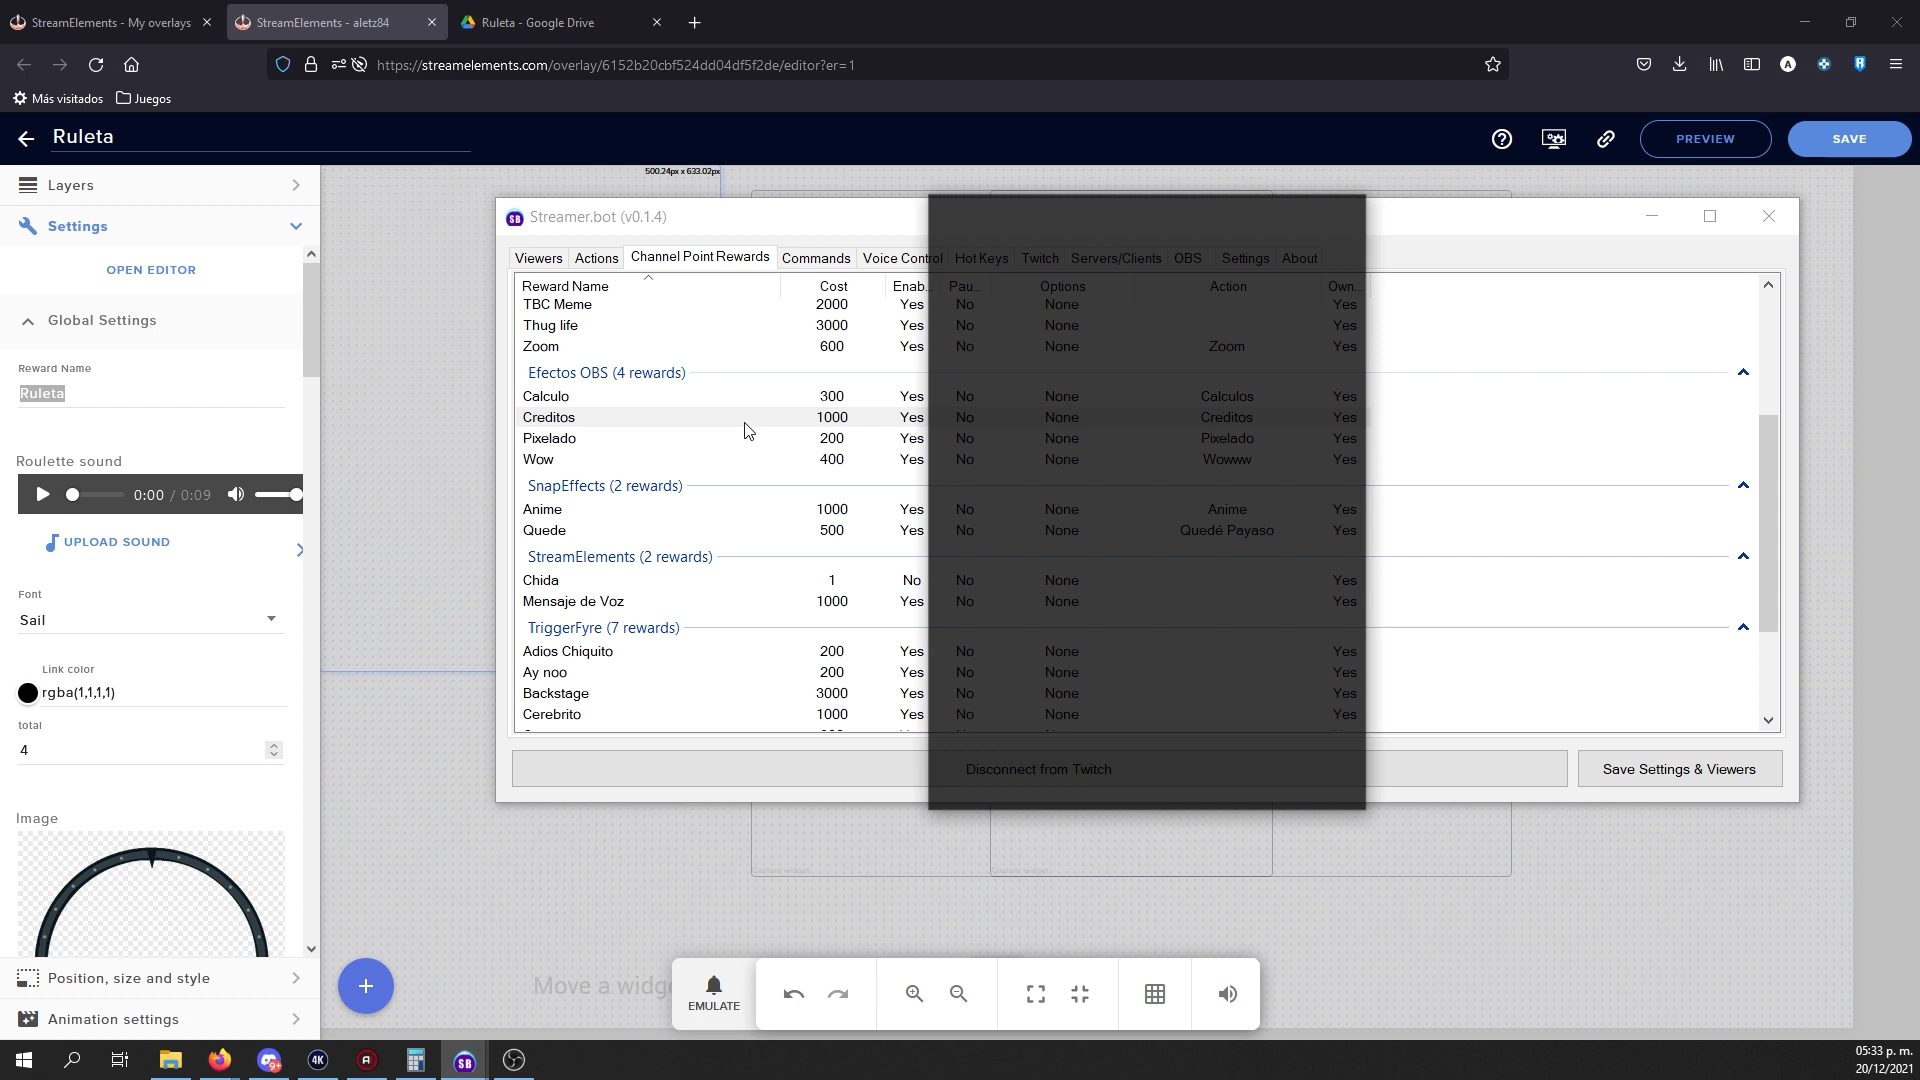 StreamElements - My overlays
StreamElements - aletz84
Ruleta - Google Drive
https://streamelements.com/overlay/6152b20cbf524dd04df5f2de/editor?er=1
Más visitados
Juegos
Ruleta
PREVIEW
SAVE
Layers
Settings
OPEN EDITOR
Global Settings
Reward Name
Ruleta
Roulette sound
0:00 / 0:09
UPLOAD SOUND
Font
Sail
Link color
rgba(1,1,1,1)
total
4
Image
Position, size and style
Animation settings
500.24px x 633.02px
SB Streamer.bot (v0.1.4)
Viewers Actions Channel Point Rewards Commands Voice Control Hot Keys Twitch Servers/Clients OBS Settings About
Reward Name Cost Enab... Pau... Options Action Own...
TBC Meme 2000 Yes No None Yes
Thug life 3000 Yes No None Yes
Zoom 600 Yes No None Zoom Yes
Efectos OBS (4 rewards)
Calculo 300 Yes No None Calculos Yes
Creditos 1000 Yes No None Creditos Yes
Pixelado 200 Yes No None Pixelado Yes
Wow 400 Yes No None Wowww Yes
SnapEffects (2 rewards)
Anime 1000 Yes No None Anime Yes
Quede 500 Yes No None Quedé Payaso Yes
StreamElements (2 rewards)
Chida 1 No No None Yes
Mensaje de Voz 1000 Yes No None Yes
TriggerFyre (7 rewards)
Adios Chiquito 200 Yes No None Yes
Ay noo 200 Yes No None Yes
Backstage 3000 Yes No None Yes
Cerebrito 1000 Yes No None Yes
Disconnect from Twitch
Save Settings & Viewers
Move a widge
EMULATE
9+
4K
SB
05:33 p. m.
20/12/2021